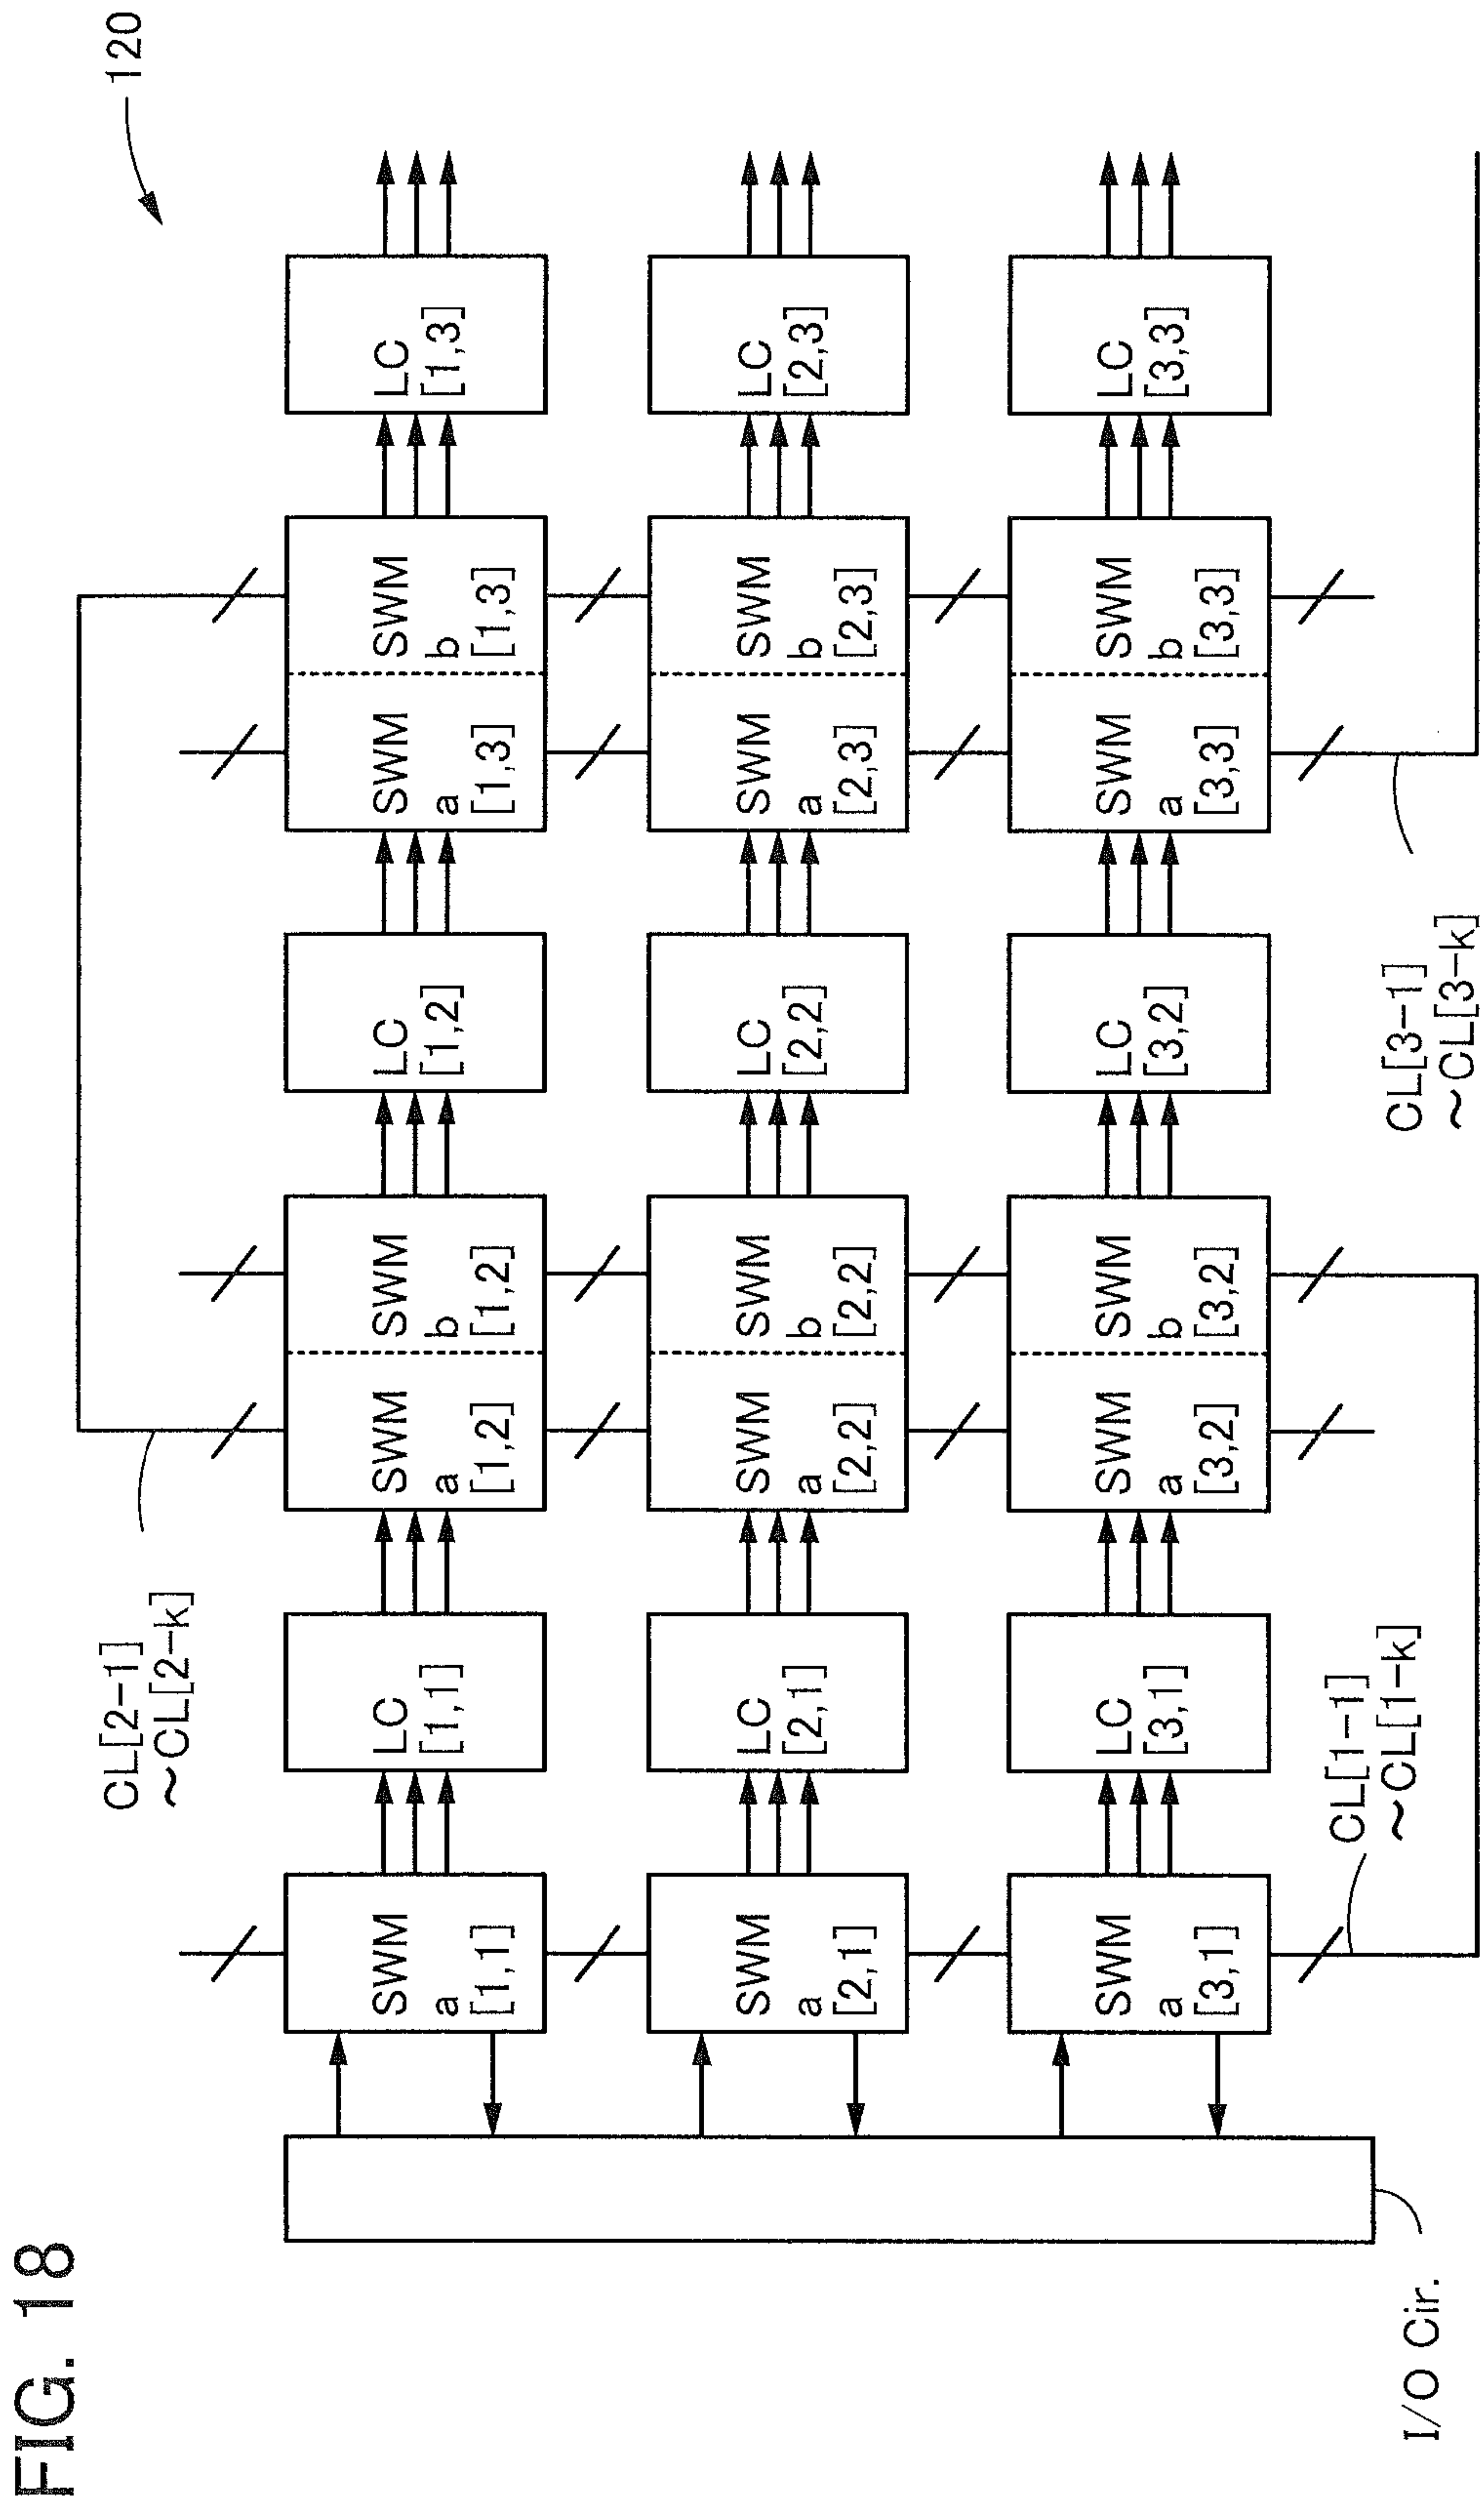 FIG. 18
120
CL[2-1]
~CL[2-k]
I/O Cir.
SWM
a
[1,1]
LC
[1,1]
SWM
a
[1,2]
SWM
b
[1,2]
LC
[1,2]
SWM
a
[1,3]
SWM
b
[1,3]
LC
[1,3]
SWM
a
[2,1]
LC
[2,1]
SWM
a
[2,2]
SWM
b
[2,2]
LC
[2,2]
SWM
a
[2,3]
SWM
b
[2,3]
LC
[2,3]
SWM
a
[3,1]
LC
[3,1]
SWM
a
[3,2]
SWM
b
[3,2]
LC
[3,2]
SWM
a
[3,3]
SWM
b
[3,3]
LC
[3,3]
CL[1-1]
~CL[1-k]
CL[3-1]
~CL[3-k]